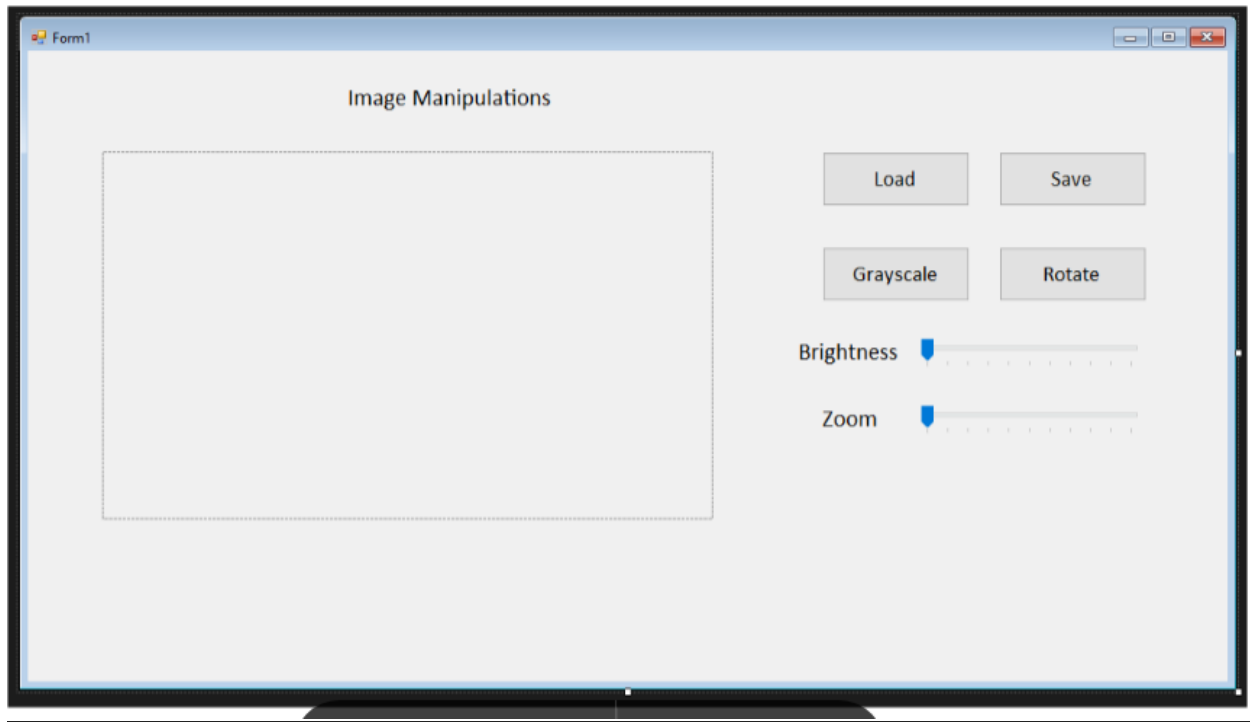 Form1
Image Manipulations
Load
Save
Grayscale
Rotate
Brightness
Zoom